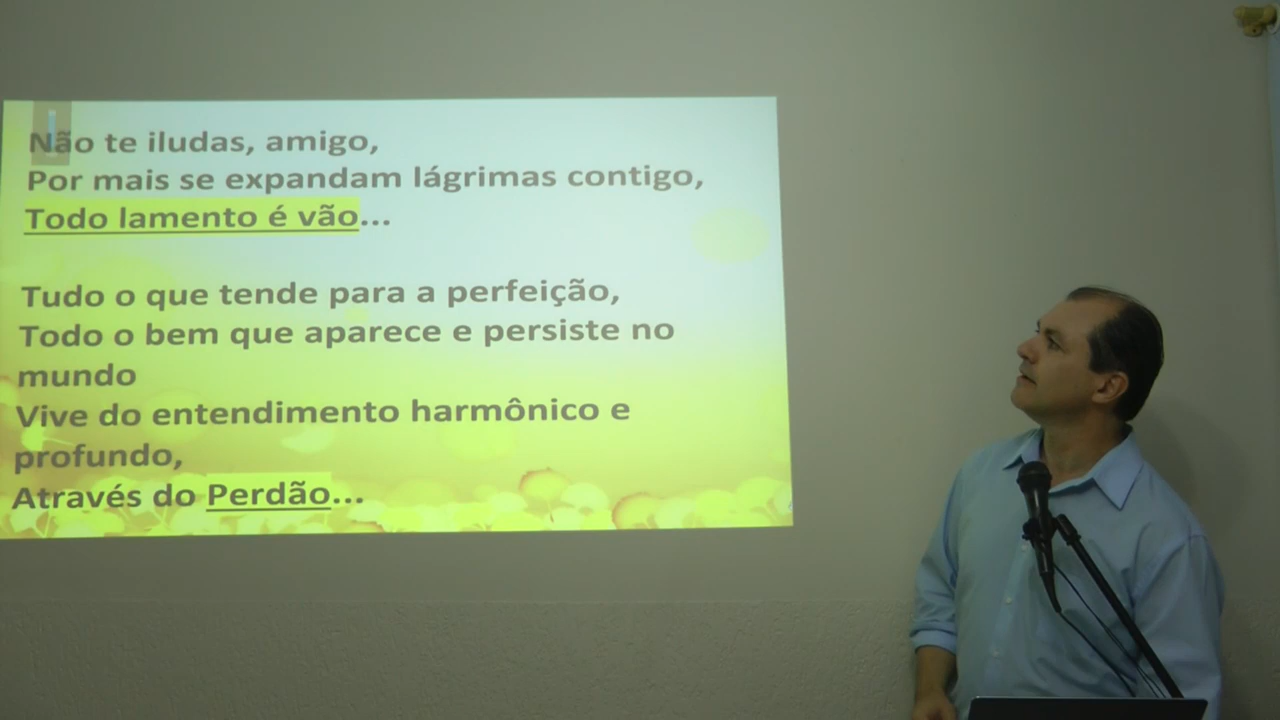 Não te iludas, amigo,
Por mais se expandam lágrimas contigo,
Todo lamento é vão...
Tudo o que tende para a perfeição,
Todo o bem que aparece e persiste no
mundo
Vive do entendimento harmônico e
profundo,
Através do Perdão...